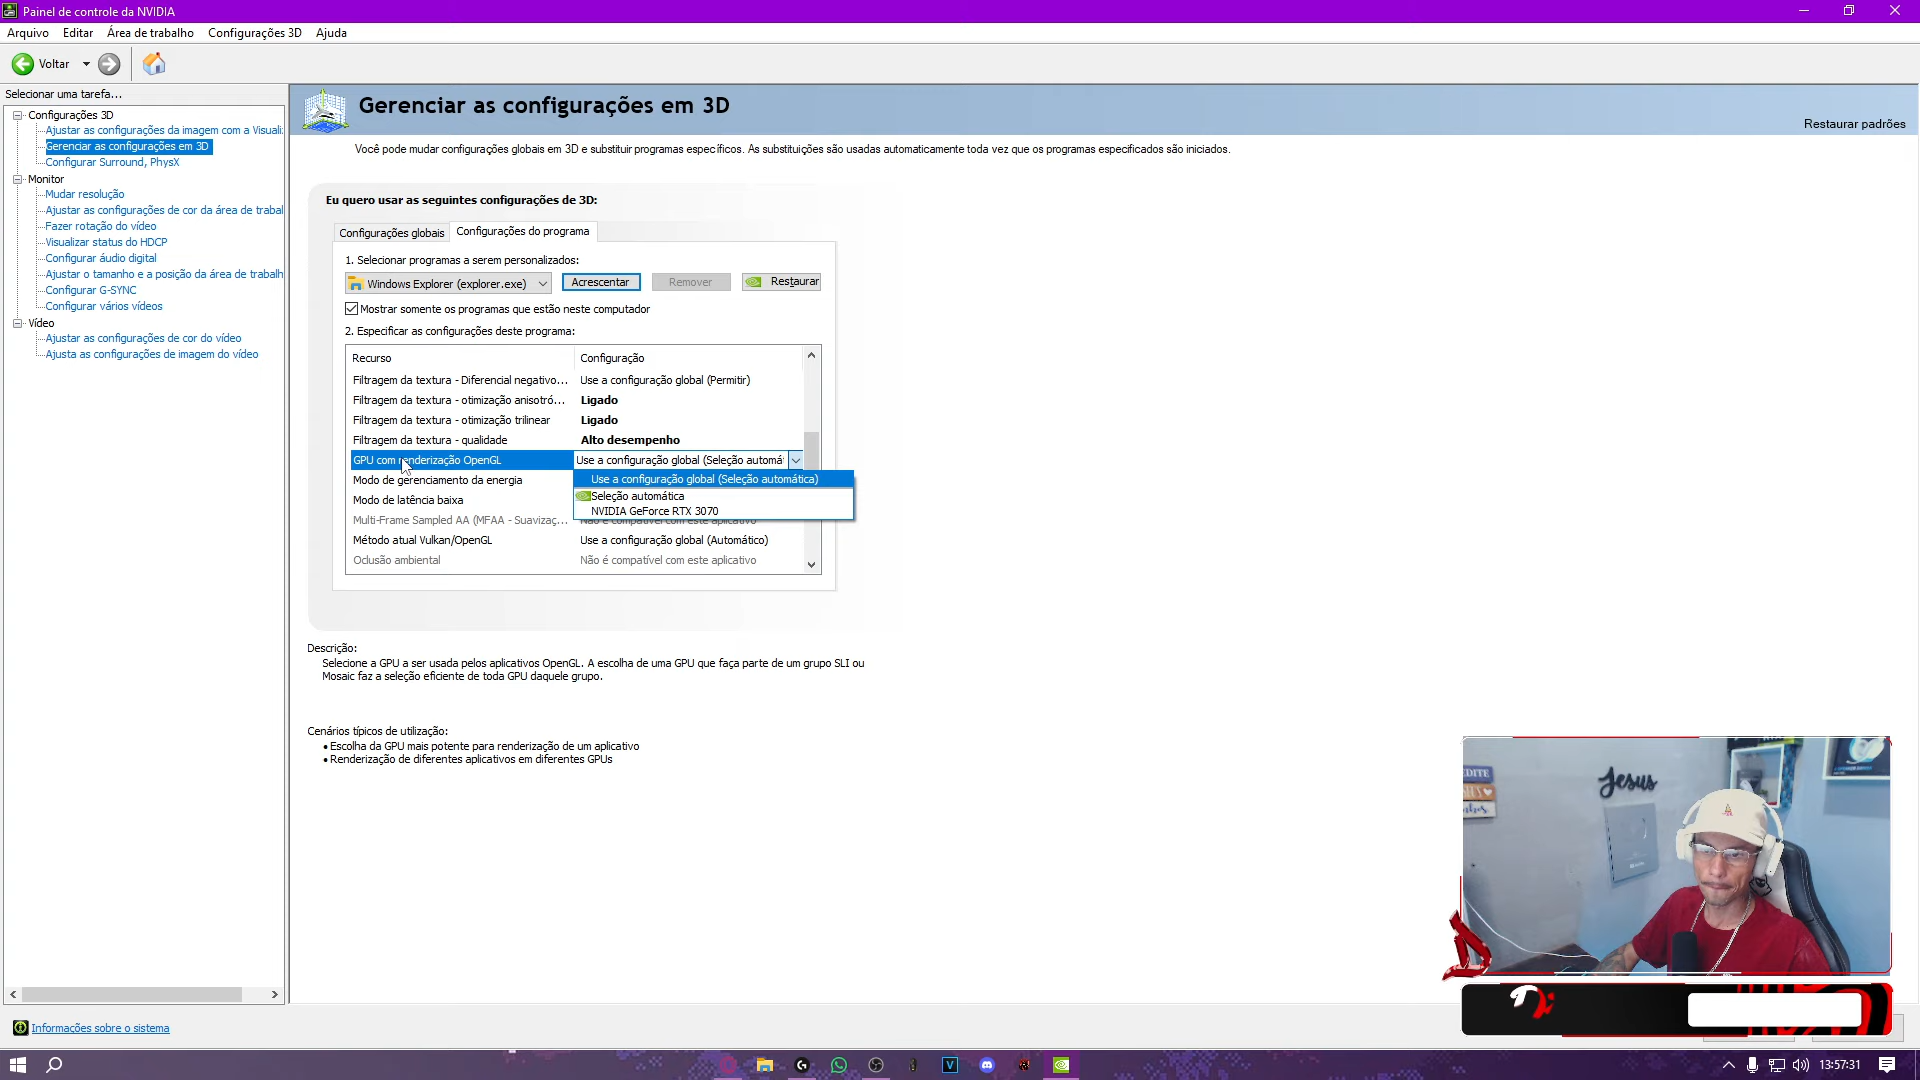 Painel de controle da NVIDIA
Arquivo Editar Área de trabalho Configurações 3D Ajuda
Voltar
Selecionar uma tarefa...
Configurações 3D
Ajustar as configurações da imagem com a Visuali
Gerenciar as configurações em 3D
Configurar Surround, PhysX
Monitor
Mudar resolução
Ajustar as configurações de cor da área de trabal
Fazer rotação do vídeo
Visualizar status do HDCP
Configurar áudio digital
Ajustar o tamanho e a posição da área de trabalh
Configurar G-SYNC
Configurar vários vídeos
Vídeo
Ajustar as configurações de cor do vídeo
Ajusta as configurações de imagem do vídeo
Informações sobre o sistema
Gerenciar as configurações em 3D
Restaurar padrões
Você pode mudar configurações globais em 3D e substituir programas específicos. As substituições são usadas automaticamente toda vez que os programas especificados são iniciados.
Eu quero usar as seguintes configurações de 3D:
Configurações globais Configurações do programa
1. Selecionar programas a serem personalizados:
Windows Explorer (explorer.exe) Acrescentar Remover Restaurar
Mostrar somente os programas que estão neste computador
2. Especificar as configurações deste programa:
Recurso Configuração
Filtragem da textura - Diferencial negativo... Use a configuração global (Permitir)
Filtragem da textura - otimização anisotró... Ligado
Filtragem da textura - otimização trilinear Ligado
Filtragem da textura - qualidade Alto desempenho
GPU com renderização OpenGL Use a configuração global (Seleção automá
Use a configuração global (Seleção automática)
Modo de gerenciamento da energia
Seleção automática
Modo de latência baixa
NVIDIA GeForce RTX 3070
Multi-Frame Sampled AA (MFAA - Suavizaç... Não é compatível com este aplicativo
Método atual Vulkan/OpenGL Use a configuração global (Automático)
Oclusão ambiental Não é compatível com este aplicativo
Descrição:
Selecione a GPU a ser usada pelos aplicativos OpenGL. A escolha de uma GPU que faça parte de um grupo SLI ou
Mosaic faz a seleção eficiente de toda GPU daquele grupo.
Cenários típicos de utilização:
• Escolha da GPU mais potente para renderização de um aplicativo
• Renderização de diferentes aplicativos em diferentes GPUs
Jesus
13:57:31